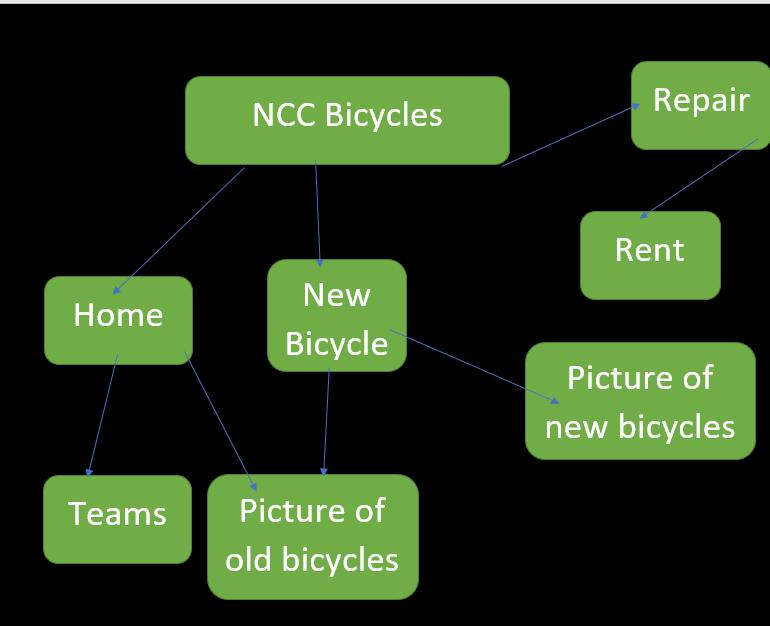 NCC Bicycles
Repair
Rent
Home
New
Bicycle
Picture of
new bicycles
Teams
Picture of
old bicycles